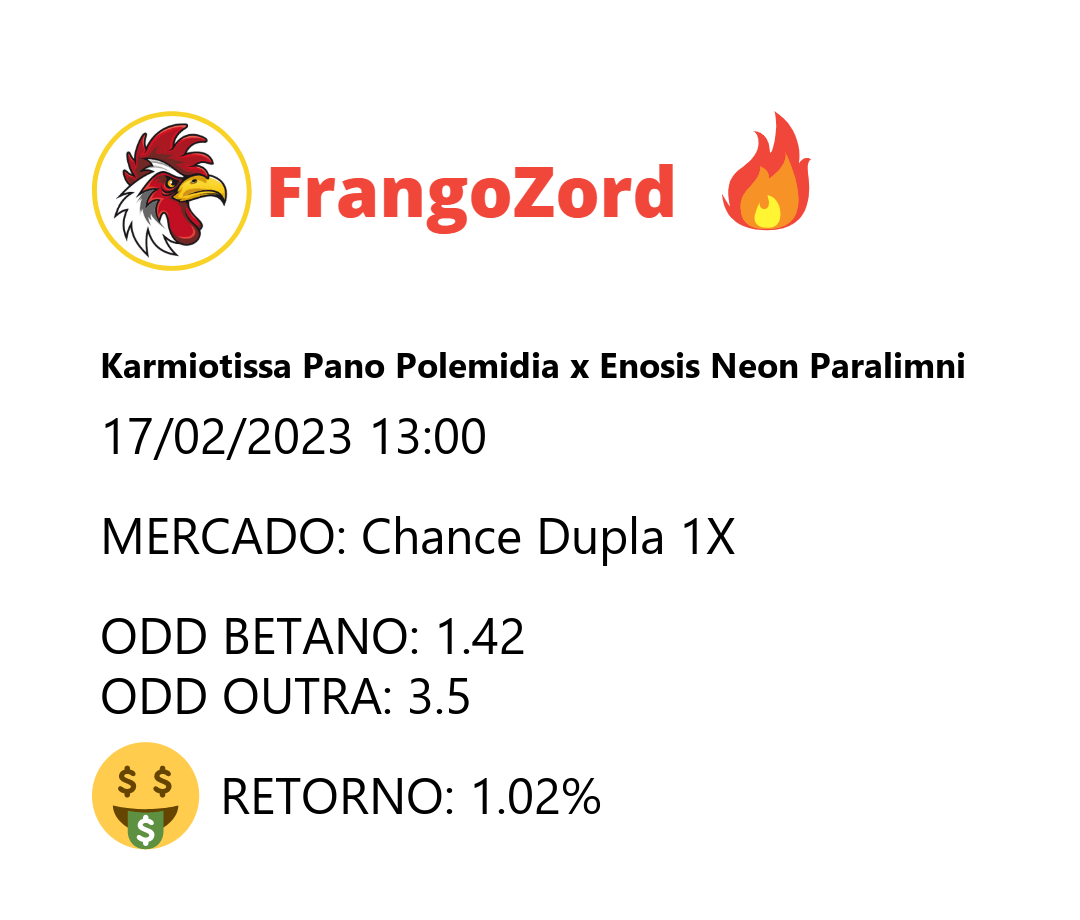 FrangoZord
Karmiotissa Pano Polemidia x Enosis Neon Paralimni
17/02/2023 13:00
MERCADO: Chance Dupla 1X
ODD BETANO: 1.42
ODD OUTRA: 3.5
$ $
$
RETORNO: 1.02%